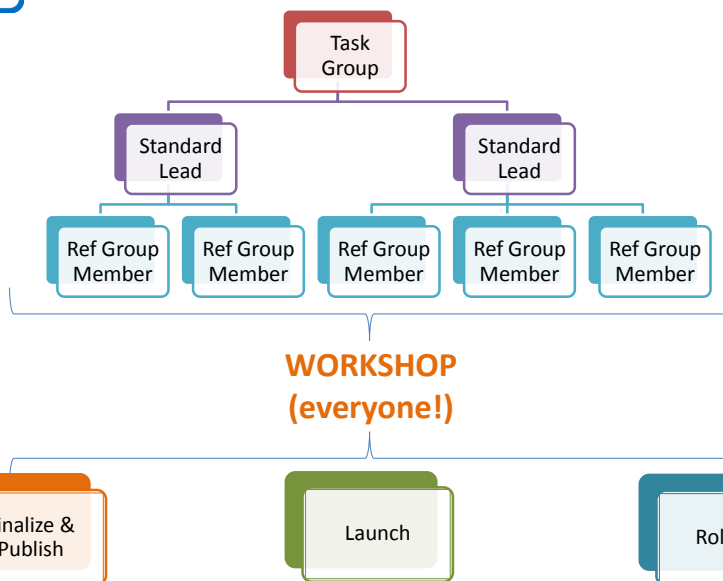 Task
Group
Standard
Lead
Standard
Lead
Ref Group
Member
Ref Group
Member
Ref Group
Member
Ref Group
Member
Ref Group
Member
WORKSHOP
(everyone!)
inalize &
Publish
Launch
Rol